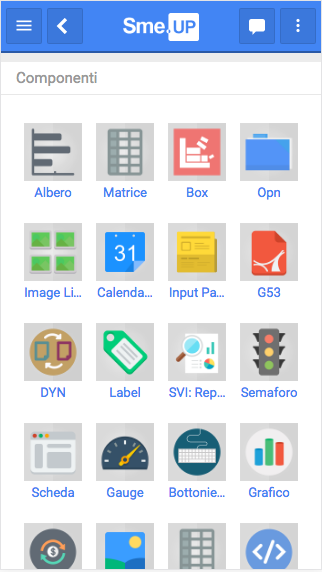 Sme.UP
Componenti
Albero
Matrice
Box
Opn
31
Image Li...
Calenda...
Input Pa...
G53
DYN
Label
SVI: Rep...
Semaforo
Scheda
Gauge
Bottonie...
Grafico